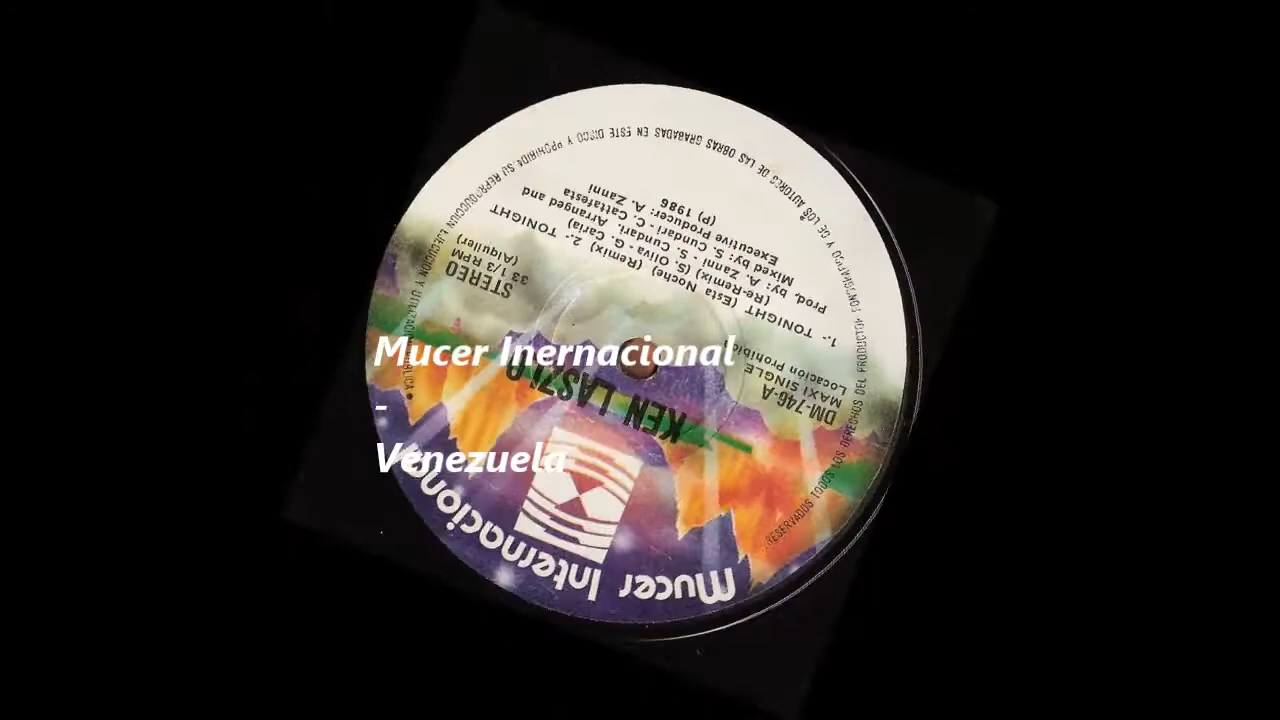 Mucer Inernacional
-
Venezuela
Mucer Internacional
KEN LASZLO
DM-746-A
MAXI SINGLE
Locación Prohibida
STEREO
33 1/3 RPM
(Alquiler)
1.- TONIGHT (Esta Noche) (Remix) 2.- TONIGHT
(Re-Remix) (S. Oliva - G. Caria)
Prod. by: A. Zanni - S. Cundari. Arranged and
Mixed by: S. Cundari - C. Cattafesta
Executive Producer: A. Zanni
(P) 1986
RESERVADOS TODOS LOS DERECHOS DEL PRODUCTOR FONOGRAFICO Y DE LOS AUTORES DE LAS OBRAS GRABADAS EN ESTE DISCO Y PROHIBIDA SU REPRODUCCION EJECUCION Y UTILIZACION PUBLICA